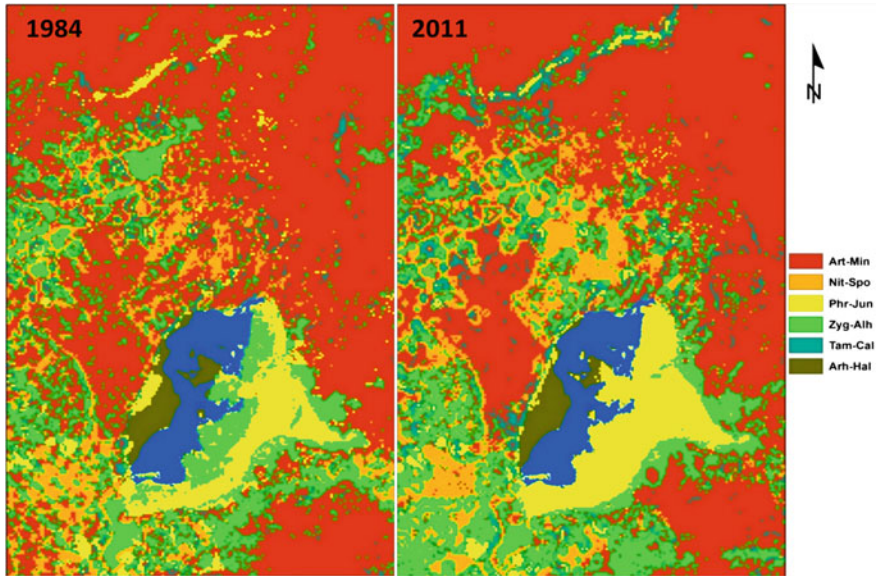 1984
2011
N
Art-Min
Nit-Spo
Phr-Jun
Zyg-Alh
Tam-Cal
Arh-Hal